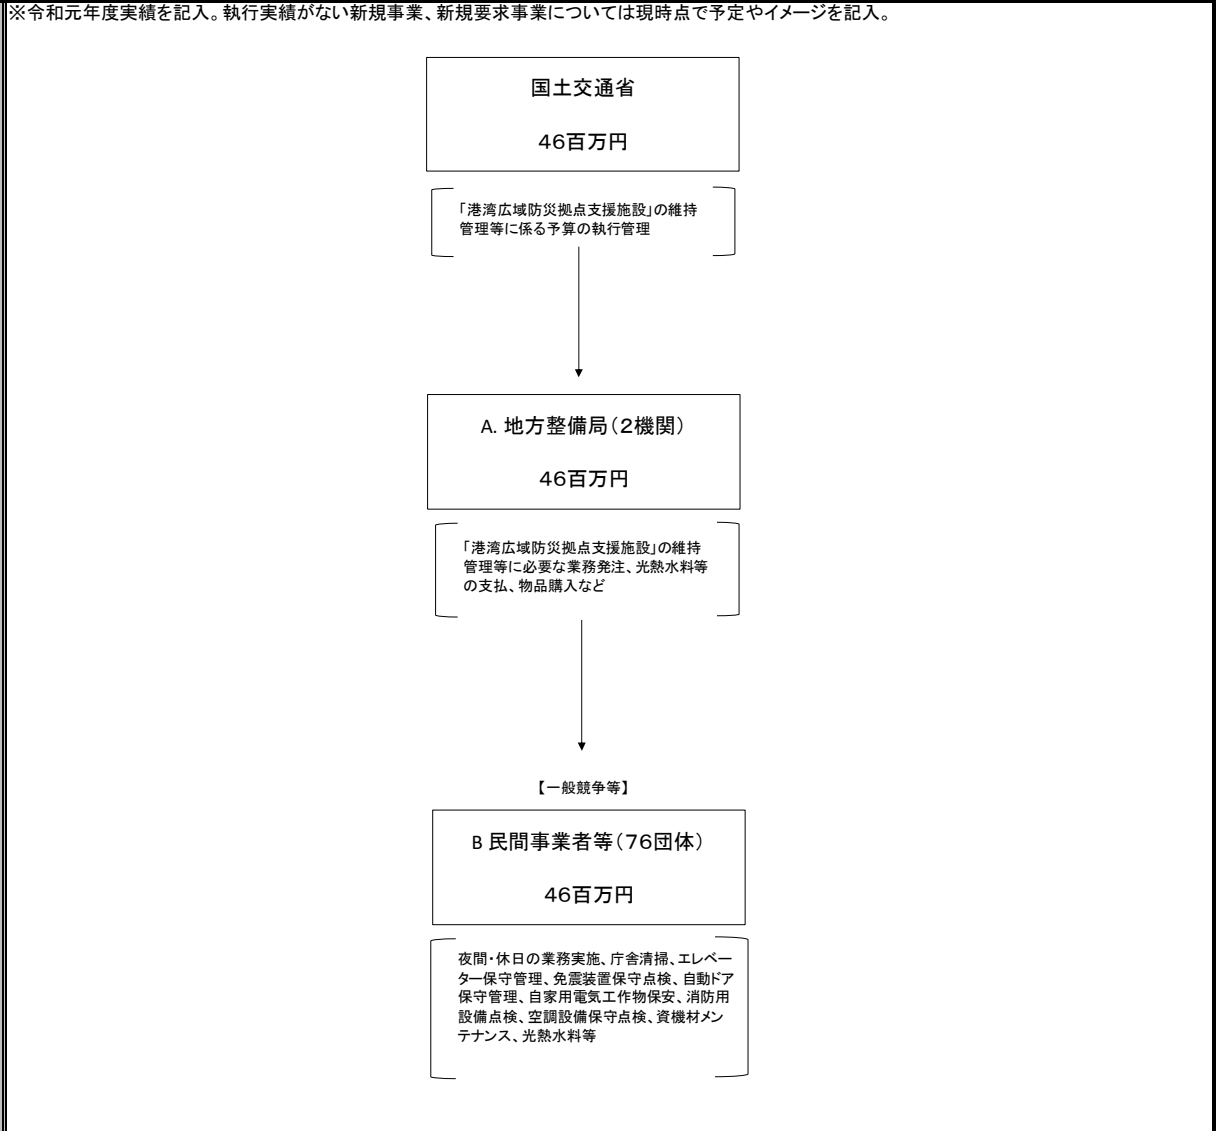 ※令和元年度実績を記入。執行実績がない新規事業、新規要求事業については現時点で予定やイメージを記入。
国土交通省
46百万円
「港湾広域防災拠点支援施設」の維持
管理等に係る予算の執行管理
A. 地方整備局（2機関）
46百万円
「港湾広域防災拠点支援施設」の維持
管理等に必要な業務発注、光熱水料等
の支払、物品購入など
【一般競争等】
B 民間事業者等（76団体）
46百万円
夜間・休日の業務実施、庁舎清掃、エレベー
ター保守管理、免震装置保守点検、自動ドア
保守管理、自家用電気工作物保安、消防用
設備点検、空調設備保守点検、資機材メン
テナンス、光熱水料等